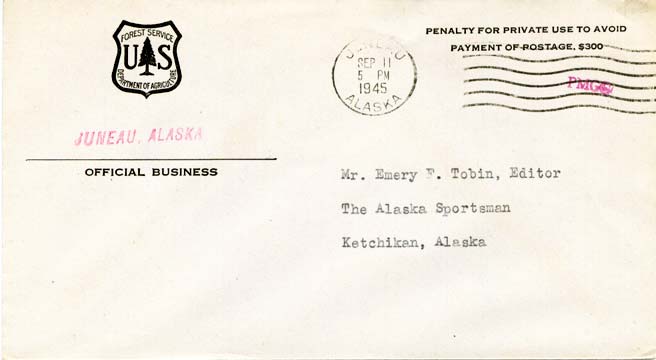 FOREST SERVICE
U S
DEPARTMENT OF AGRICULTURE
JUNEAU, ALASKA
OFFICIAL BUSINESS
JUNEAU
SEP 11
5 PM
1945
ALASKA
PENALTY FOR PRIVATE USE TO AVOID
PAYMENT OF POSTAGE, $300
Mr. Emery F. Tobin, Editor
The Alaska Sportsman
Ketchikan, Alaska